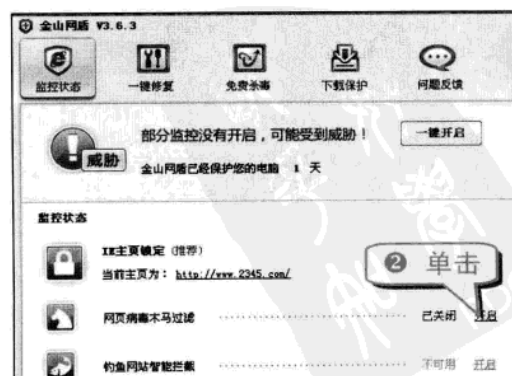 金山网盾 V3.6.3
监控状态 一键修复 免费杀毒 下载保护 问题反馈
部分监控没有开启，可能受到威胁！ 一键开启
威胁
金山网盾已经保护您的电脑 1 天
监控状态
IE主页锁定（推荐）
当前主页为：http://www.2345.com/
❷ 单击
网页病毒木马过滤 已关闭 开启
钓鱼网站智能拦截 不可用 开启